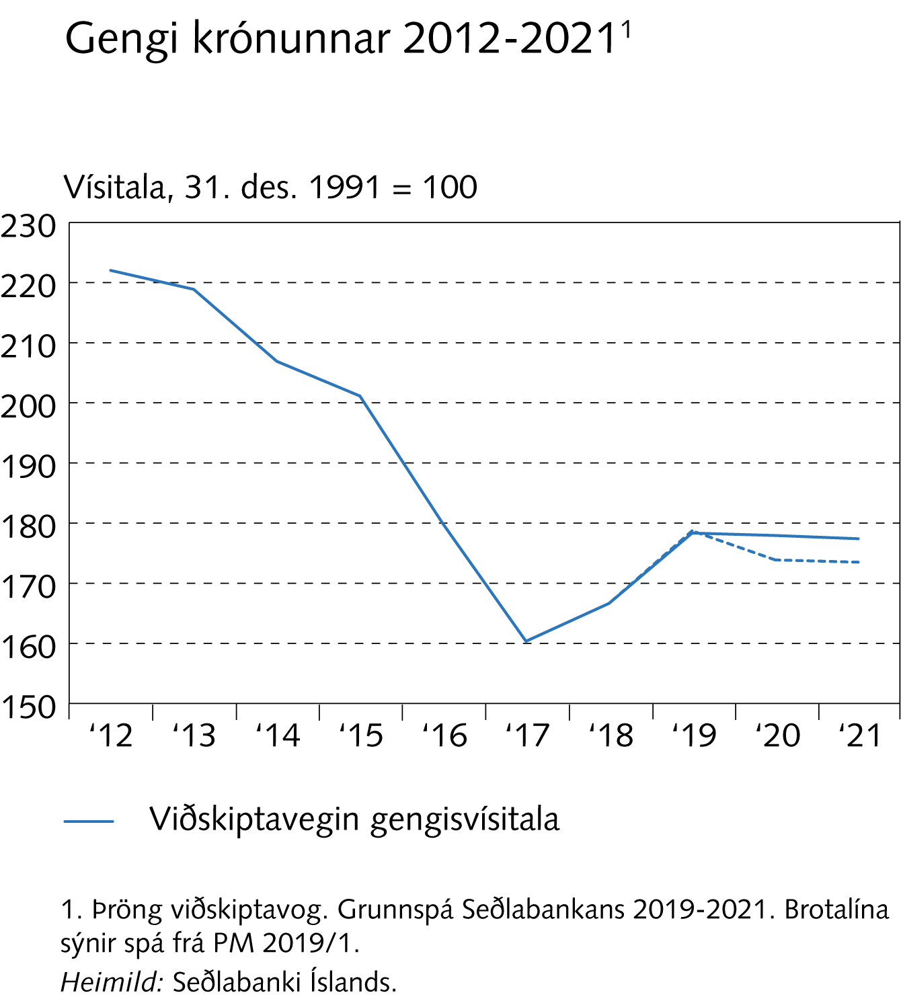 Gengi krónunnar 2012-2021¹
Vísitala, 31. des. 1991 = 100
230
220
210
200
190
180
170
160
150
‘12 ‘13 ‘14 ‘15 ‘16 ‘17 ‘18 ‘19 ‘20 ‘21
Viðskiptavegin gengisvísitala
1. Þröng viðskiptavog. Grunnspá Seðlabankans 2019-2021. Brotalína
sýnir spá frá PM 2019/1.
Heimild: Seðlabanki Íslands.